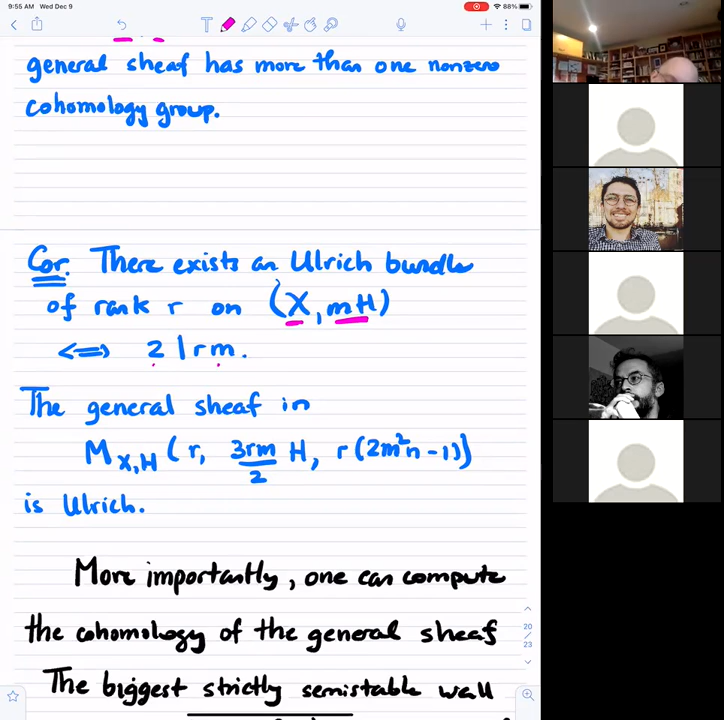 9:55 AM Wed Dec 9
88%
general sheaf has more than one nonzero
cohomology group.
Cor. There exists an Ulrich bundle
of rank r on (X, mH)
⟺ 2 | rm.
The general sheaf in
M_{X,H} (r, \frac{3rm}{2} H, r(2m²n-1))
is Ulrich.
More importantly, one can compute
the cohomology of the general sheaf
20
/
23
The biggest strictly semistable wall